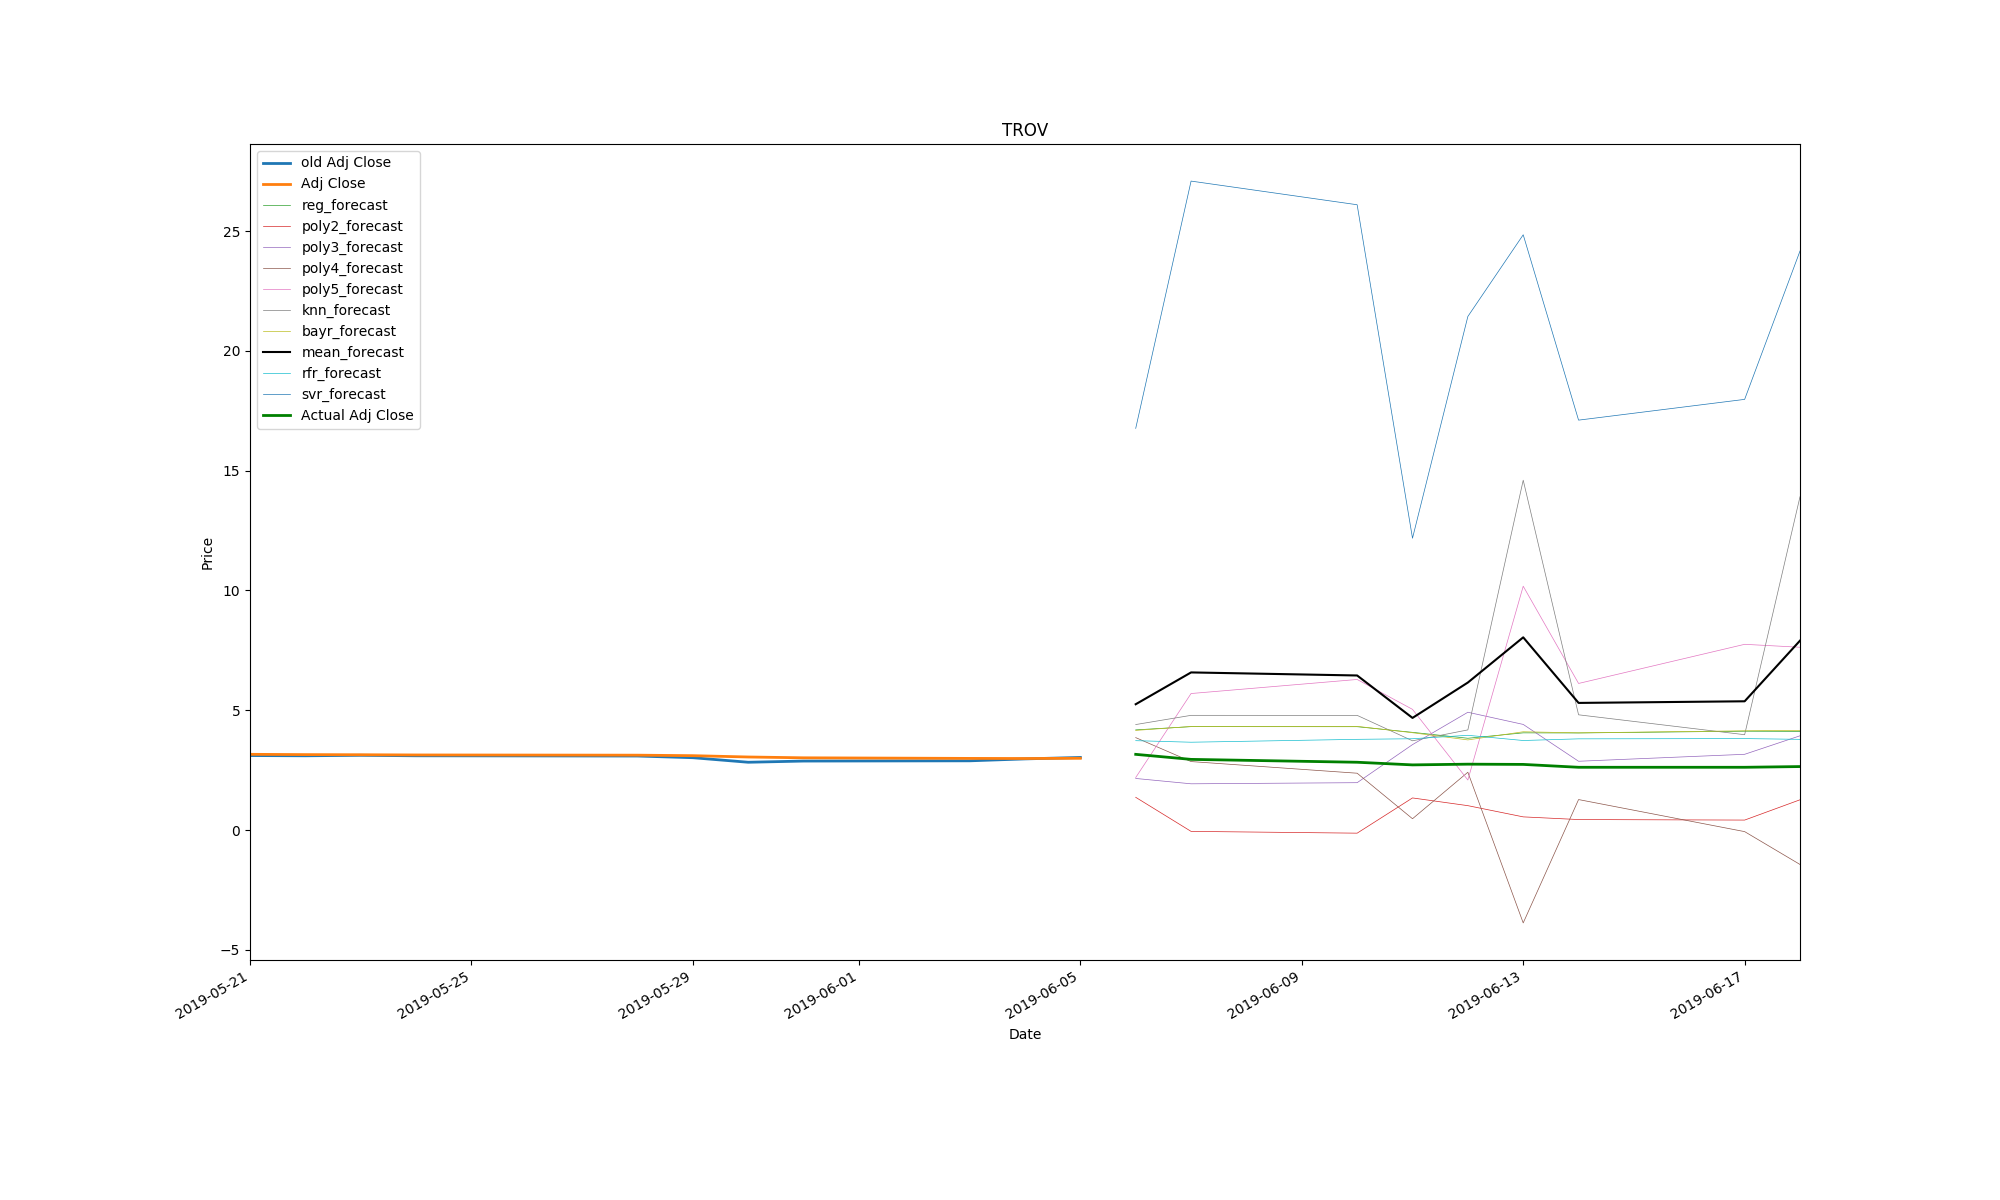 TROV
old Adj Close
Adj Close
reg_forecast
poly2_forecast
poly3_forecast
poly4_forecast
poly5_forecast
knn_forecast
bayr_forecast
mean_forecast
rfr_forecast
svr_forecast
Actual Adj Close
25
20
15
10
5
0
−5
Price
2019-05-21
2019-05-25
2019-05-29
2019-06-01
2019-06-05
2019-06-09
2019-06-13
2019-06-17
Date